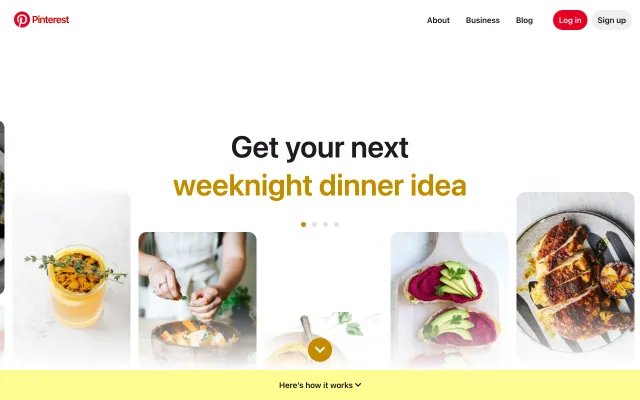 Pinterest
About
Business
Blog
Log in
Sign up
Get your next
weeknight dinner idea
Here's how it works